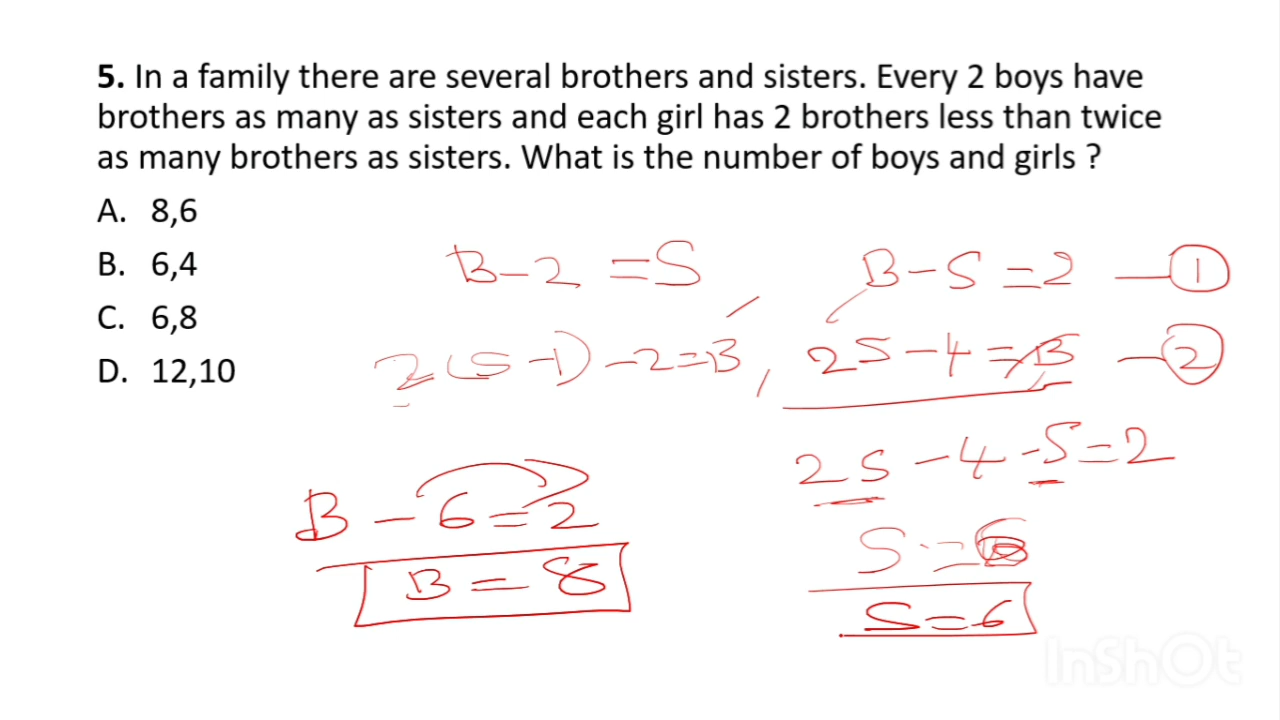 5. In a family there are several brothers and sisters. Every 2 boys have
brothers as many as sisters and each girl has 2 brothers less than twice
as many brothers as sisters. What is the number of boys and girls ?
A. 8,6
B. 6,4
C. 6,8
D. 12,10
B - 2 = S
B - S = 2 — 1
2(S - 1) - 2 = B,
2S - 4 = B — 2
2S - 4 - S = 2
B - 6 = 2
S = 6
B = 8
S = 6
InShOt